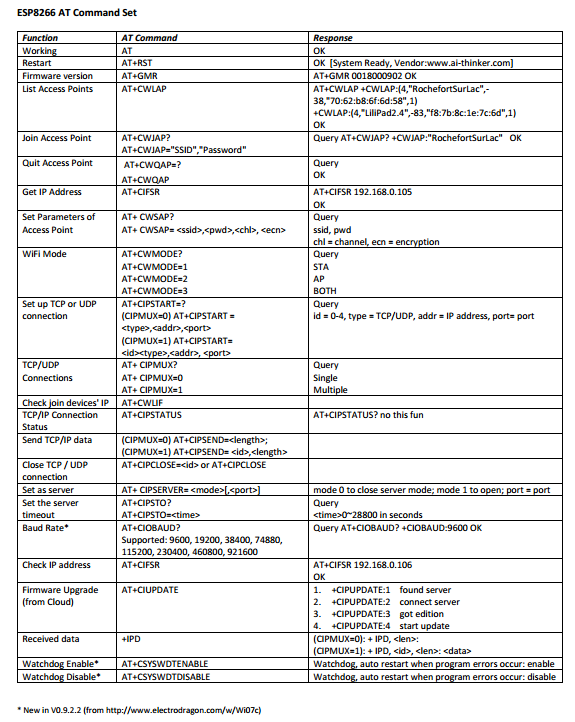 ESP8266 AT Command Set
Function AT Command Response
Working AT OK
Restart AT+RST OK [System Ready, Vendor:www.ai-thinker.com]
Firmware version AT+GMR AT+GMR 0018000902 OK
List Access Points AT+CWLAP AT+CWLAP +CWLAP:(4,"RochefortSurLac",-
38,"70:62:b8:6f:6d:58",1)
+CWLAP:(4,"LiliPad2.4",-83,"f8:7b:8c:1e:7c:6d",1)
OK
Join Access Point AT+CWJAP? Query AT+CWJAP? +CWJAP:"RochefortSurLac" OK
AT+CWJAP="SSID","Password"
Quit Access Point AT+CWQAP=? Query
AT+CWQAP OK
Get IP Address AT+CIFSR AT+CIFSR 192.168.0.105
OK
Set Parameters of AT+ CWSAP? Query
Access Point AT+ CWSAP= <ssid>,<pwd>,<chl>, <ecn> ssid, pwd
chl = channel, ecn = encryption
WiFi Mode AT+CWMODE? Query
AT+CWMODE=1 STA
AT+CWMODE=2 AP
AT+CWMODE=3 BOTH
Set up TCP or UDP AT+CIPSTART=? Query
connection (CIPMUX=0) AT+CIPSTART = id = 0-4, type = TCP/UDP, addr = IP address, port= port
<type>,<addr>,<port>
(CIPMUX=1) AT+CIPSTART=
<id><type>,<addr>, <port>
TCP/UDP AT+ CIPMUX? Query
Connections AT+ CIPMUX=0 Single
AT+ CIPMUX=1 Multiple
Check join devices' IP AT+CWLIF
TCP/IP Connection AT+CIPSTATUS AT+CIPSTATUS? no this fun
Status
Send TCP/IP data (CIPMUX=0) AT+CIPSEND=<length>;
(CIPMUX=1) AT+CIPSEND= <id>,<length>
Close TCP / UDP AT+CIPCLOSE=<id> or AT+CIPCLOSE
connection
Set as server AT+ CIPSERVER= <mode>[,<port>] mode 0 to close server mode; mode 1 to open; port = port
Set the server AT+CIPSTO? Query
timeout AT+CIPSTO=<time> <time>0~28800 in seconds
Baud Rate* AT+CIOBAUD? Query AT+CIOBAUD? +CIOBAUD:9600 OK
Supported: 9600, 19200, 38400, 74880,
115200, 230400, 460800, 921600
Check IP address AT+CIFSR AT+CIFSR 192.168.0.106
OK
Firmware Upgrade AT+CIUPDATE 1. +CIPUPDATE:1 found server
(from Cloud) 2. +CIPUPDATE:2 connect server
3. +CIPUPDATE:3 got edition
4. +CIPUPDATE:4 start update
Received data +IPD (CIPMUX=0): + IPD, <len>:
(CIPMUX=1): + IPD, <id>, <len>: <data>
Watchdog Enable* AT+CSYSWDTENABLE Watchdog, auto restart when program errors occur: enable
Watchdog Disable* AT+CSYSWDTDISABLE Watchdog, auto restart when program errors occur: disable
* New in V0.9.2.2 (from http://www.electrodragon.com/w/Wi07c)